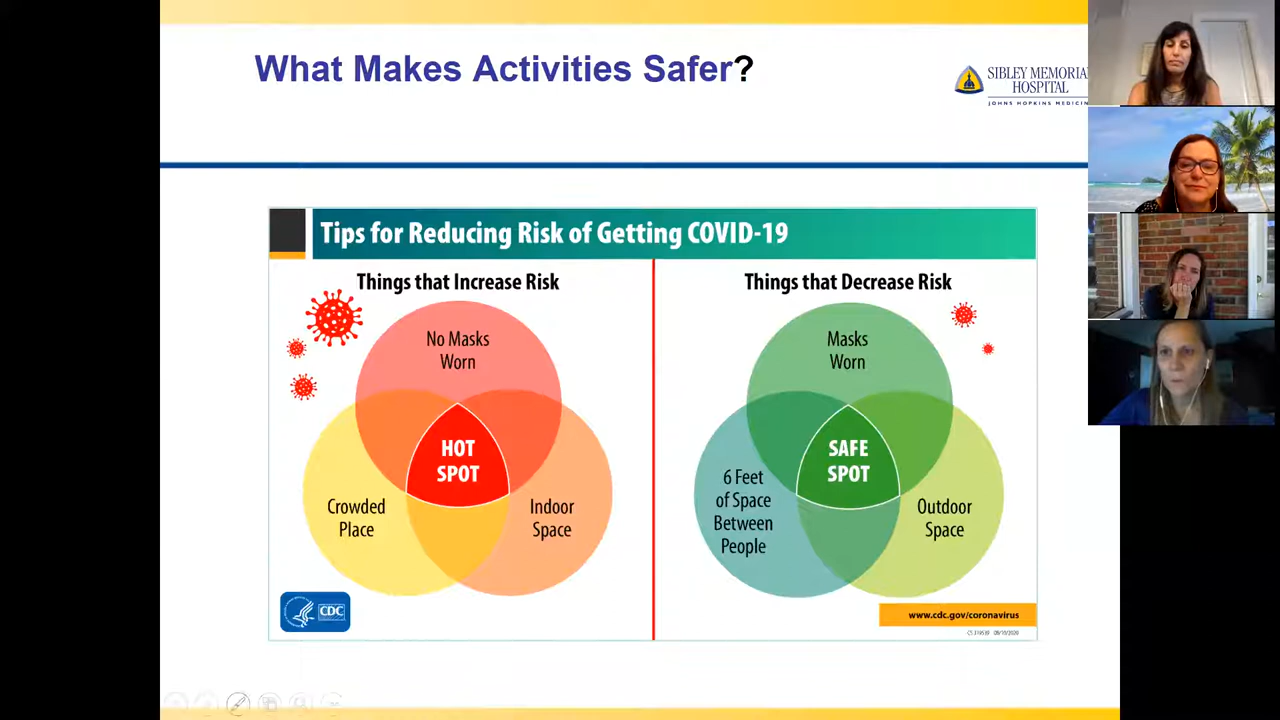 What Makes Activities Safer?
SIBLEY MEMORIAL
HOSPITAL
JOHNS HOPKINS MEDICIN
Tips for Reducing Risk of Getting COVID-19
Things that Increase Risk
No Masks
Worn
HOT
SPOT
Crowded
Place
Indoor
Space
CDC
Things that Decrease Risk
Masks
Worn
SAFE
SPOT
6 Feet
of Space
Between
People
Outdoor
Space
www.cdc.gov/coronavirus